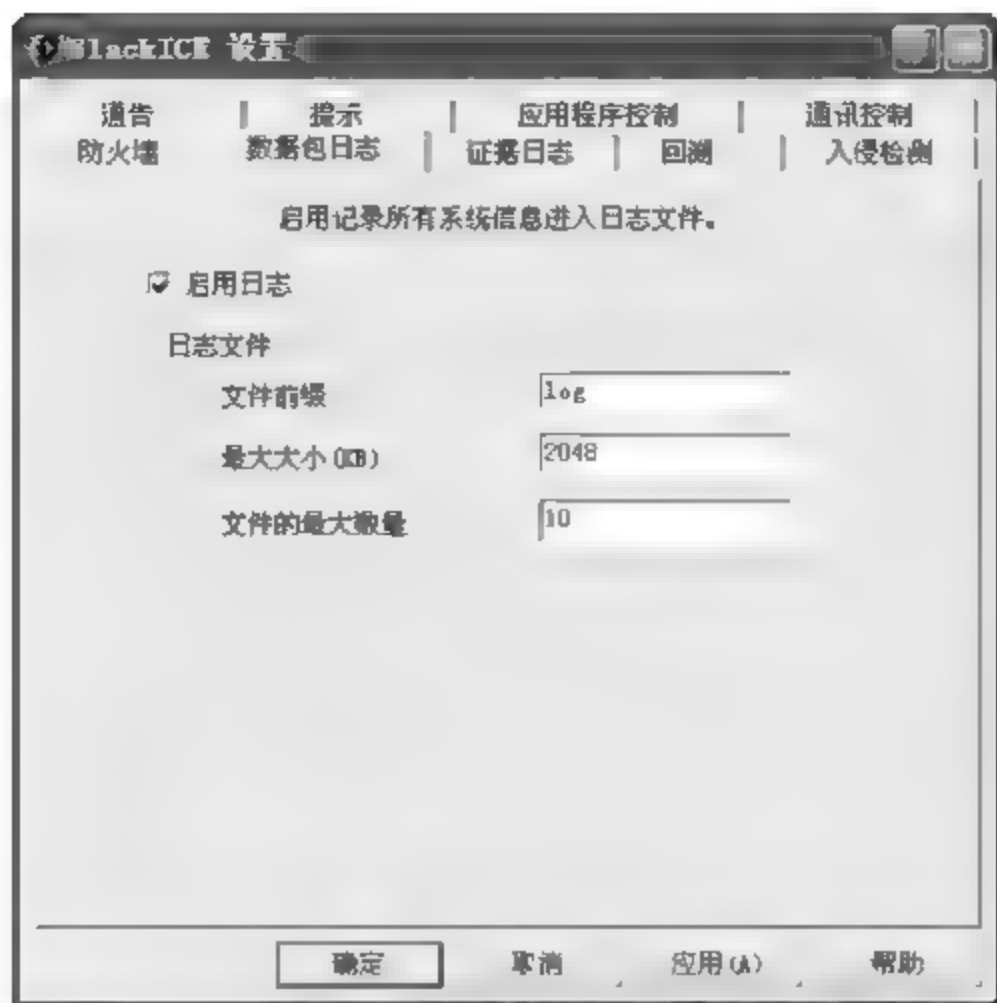 BlackICE 设置
通告 提示 应用程序控制 通讯控制
防火墙 数据包日志 证据日志 回溯 入侵检测
启用记录所有系统信息进入日志文件。
启用日志
日志文件
文件前缀 log
最大大小(KB) 2048
文件的最大数量 10
确定 取消 应用(A) 帮助